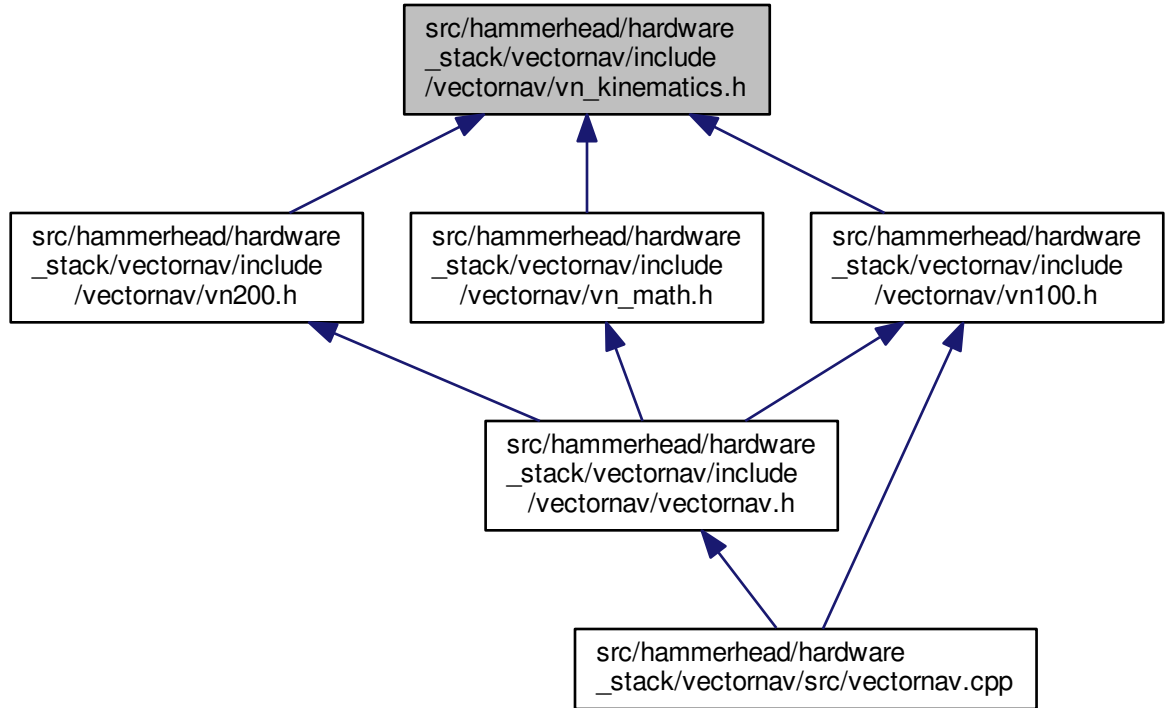 src/hammerhead/hardware
_stack/vectornav/include
/vectornav/vn_kinematics.h
src/hammerhead/hardware
_stack/vectornav/include
/vectornav/vn200.h
src/hammerhead/hardware
_stack/vectornav/include
/vectornav/vn_math.h
src/hammerhead/hardware
_stack/vectornav/include
/vectornav/vn100.h
src/hammerhead/hardware
_stack/vectornav/include
/vectornav/vectornav.h
src/hammerhead/hardware
_stack/vectornav/src/vectornav.cpp